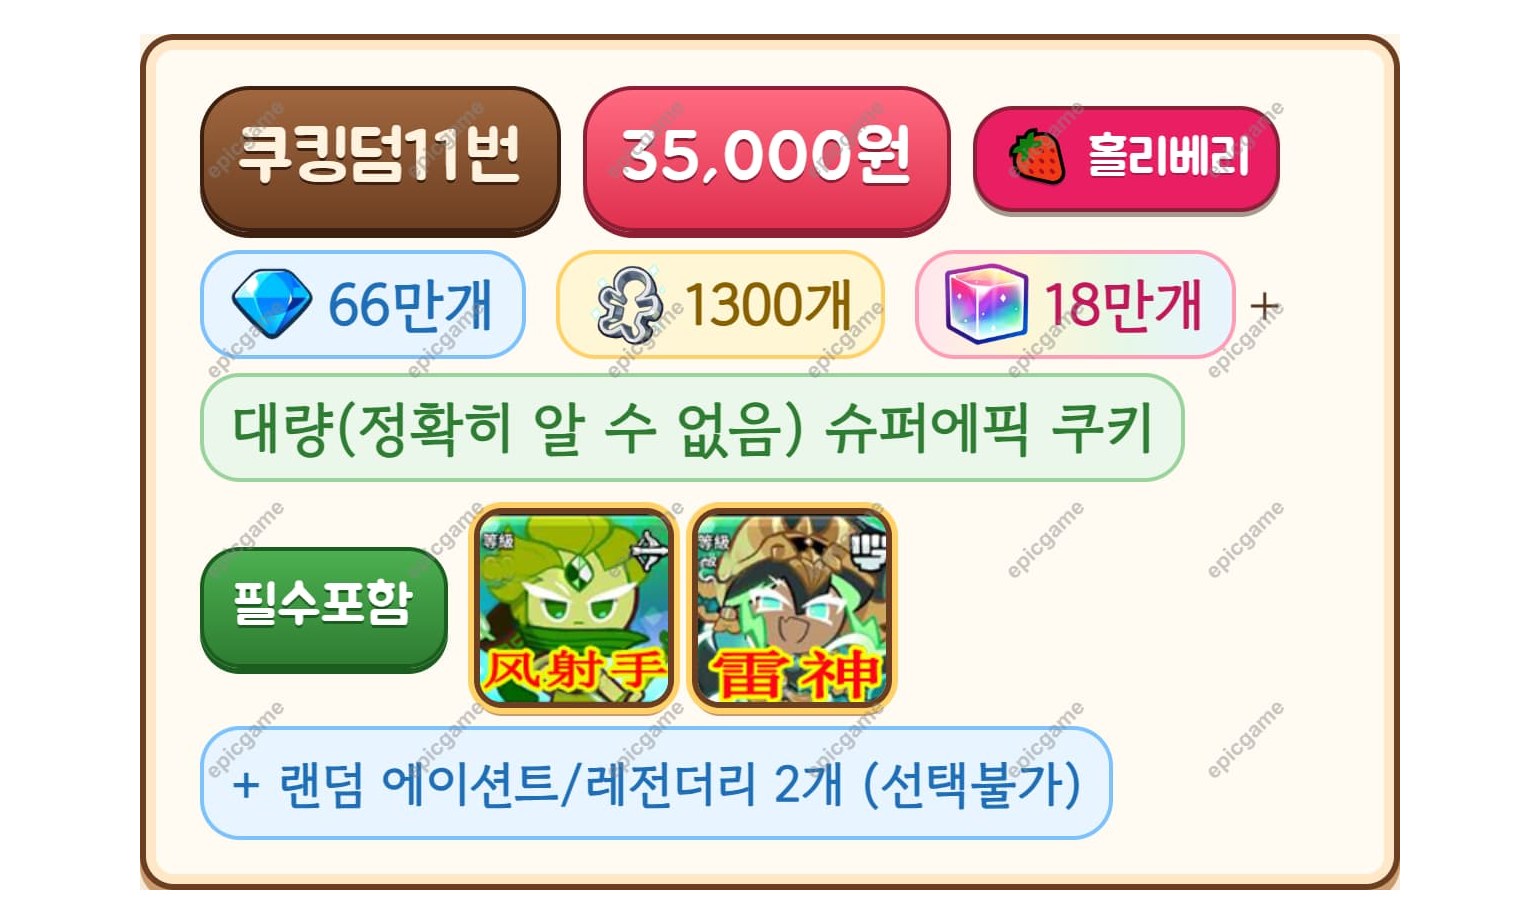 쿠킹덤11번 35,000원 홀리베리
66만개 1300개 18만개 +
대량(정확히 알 수 없음) 슈퍼에픽 쿠키
等級 等級
필수포함 风射手 雷神
+ 랜덤 에이션트/레전더리 2개 (선택불가)
epicgame